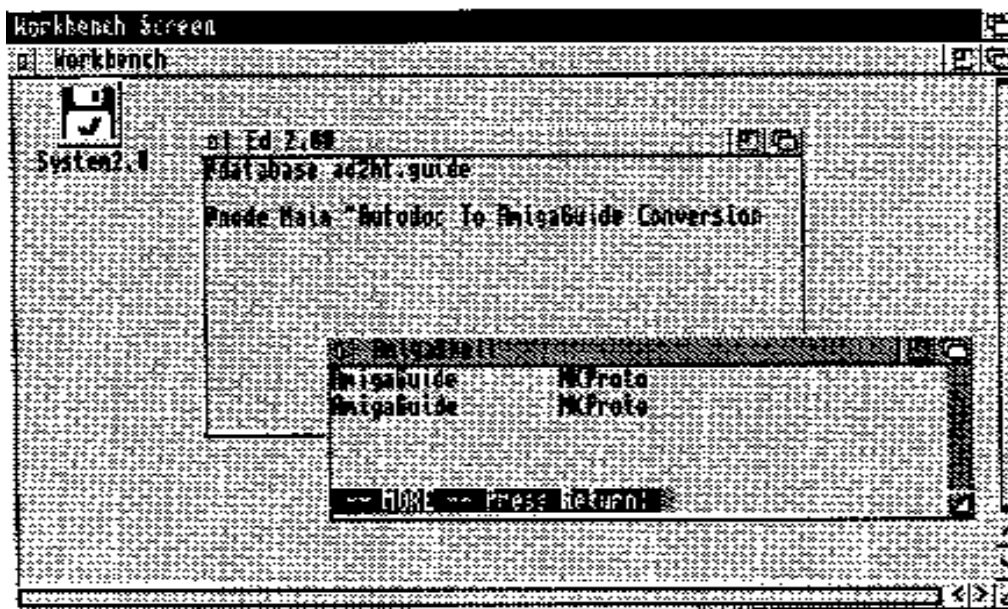 Workbench Screen
Workbench
System2.0
Ed 2.00
@database ad2ht.guide
@node Main "Autodoc To AmigaGuide Conversion
AmigaShell
AmigaGuide MKProto
AmigaGuide MKProto
-- MORE -- Press Return: